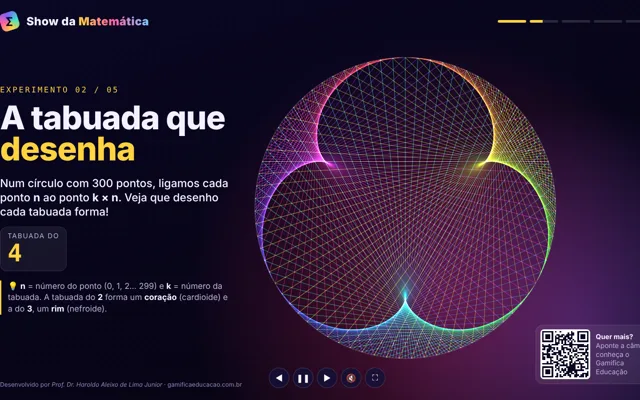 Σ Show da Matemática
EXPERIMENTO 02 / 05
A tabuada que
desenha
Num círculo com 300 pontos, ligamos cada
ponto n ao ponto k × n. Veja que desenho
cada tabuada forma!
TABUADA DO
4
💡 n = número do ponto (0, 1, 2... 299) e k = número da
tabuada. A tabuada do 2 forma um coração (cardioide) e
a do 3, um rim (nefroide).
Quer mais?
Aponte a câm
conheça o
Gamifica
Educação
Desenvolvido por Prof. Dr. Haroldo Aleixo de Lima Junior · gamificaeducacao.com.br